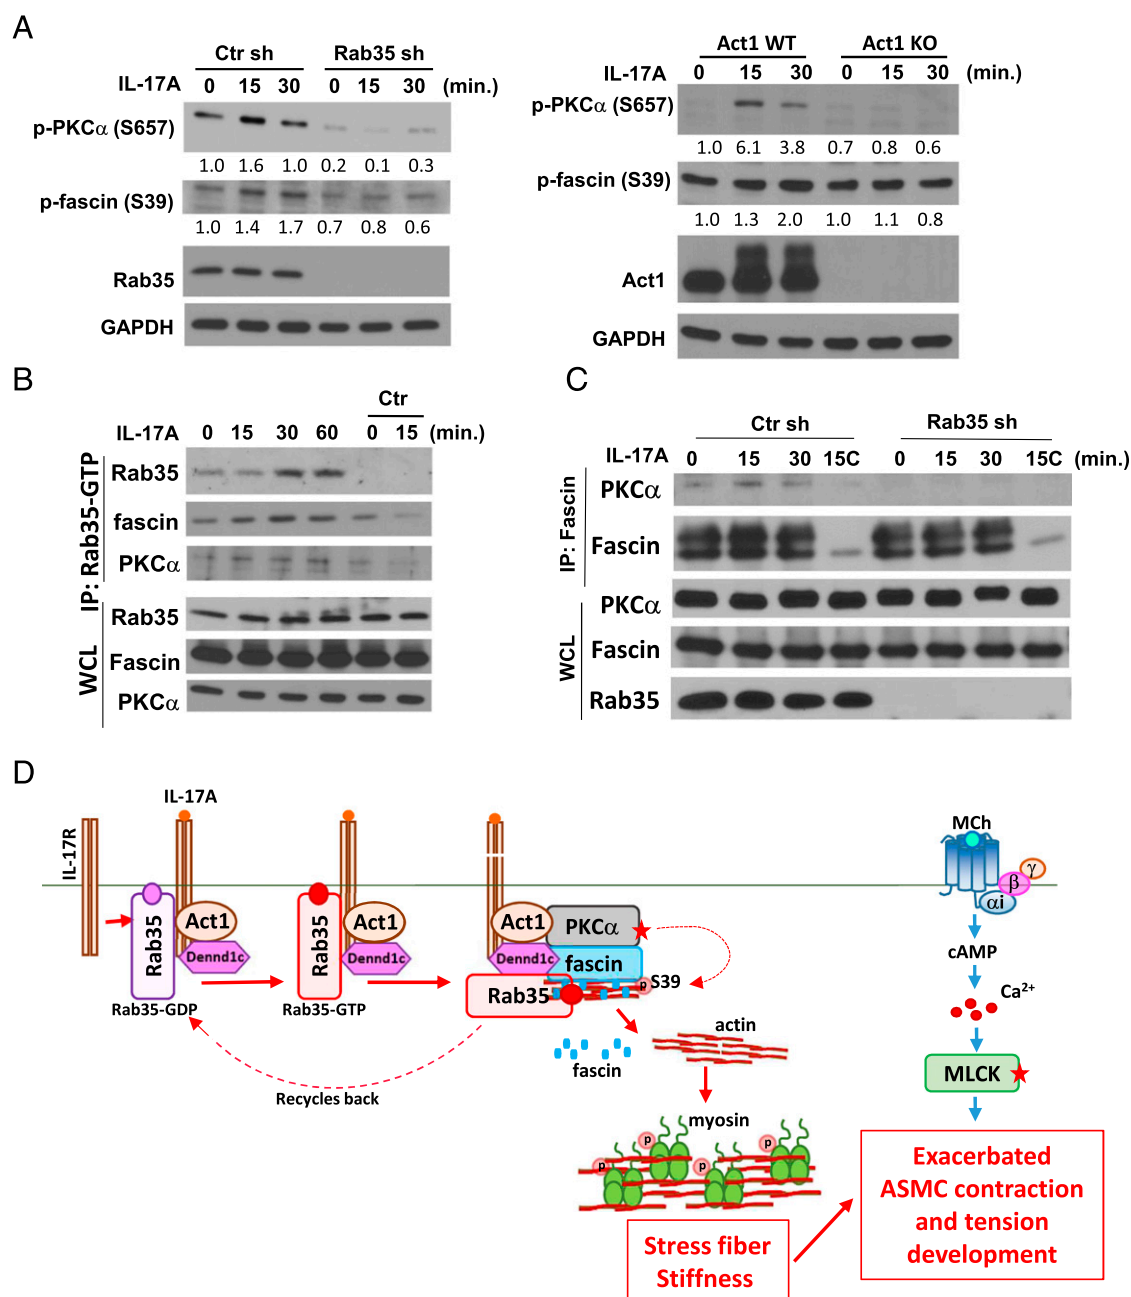 A
Ctr sh Rab35 sh
IL-17A 0 15 30 0 15 30 (min.)
p-PKCα (S657)
1.0 1.6 1.0 0.2 0.1 0.3
p-fascin (S39)
1.0 1.4 1.7 0.7 0.8 0.6
Rab35
GAPDH
Act1 WT Act1 KO
IL-17A 0 15 30 0 15 30 (min.)
p-PKCα (S657)
1.0 6.1 3.8 0.7 0.8 0.6
p-fascin (S39)
1.0 1.3 2.0 1.0 1.1 0.8
Act1
GAPDH
B
Ctr
IL-17A 0 15 30 60 0 15 (min.)
IP: Rab35-GTP
Rab35
fascin
PKCα
WCL
Rab35
Fascin
PKCα
C
Ctr sh Rab35 sh
IL-17A 0 15 30 15C 0 15 30 15C (min.)
IP: Fascin
PKCα
Fascin
WCL
PKCα
Fascin
Rab35
D
IL-17R
IL-17A
Rab35
Act1
Dennd1c
Rab35-GDP
Rab35
Act1
Dennd1c
Rab35-GTP
Act1
PKCα
Dennd1c
fascin
Rab35
p
S39
Recycles back
fascin
actin
myosin
p
p
p
p
Stress fiber
Stiffness
MCh
γ
β
αi
cAMP
Ca²⁺
MLCK
Exacerbated
ASMC contraction
and tension
development